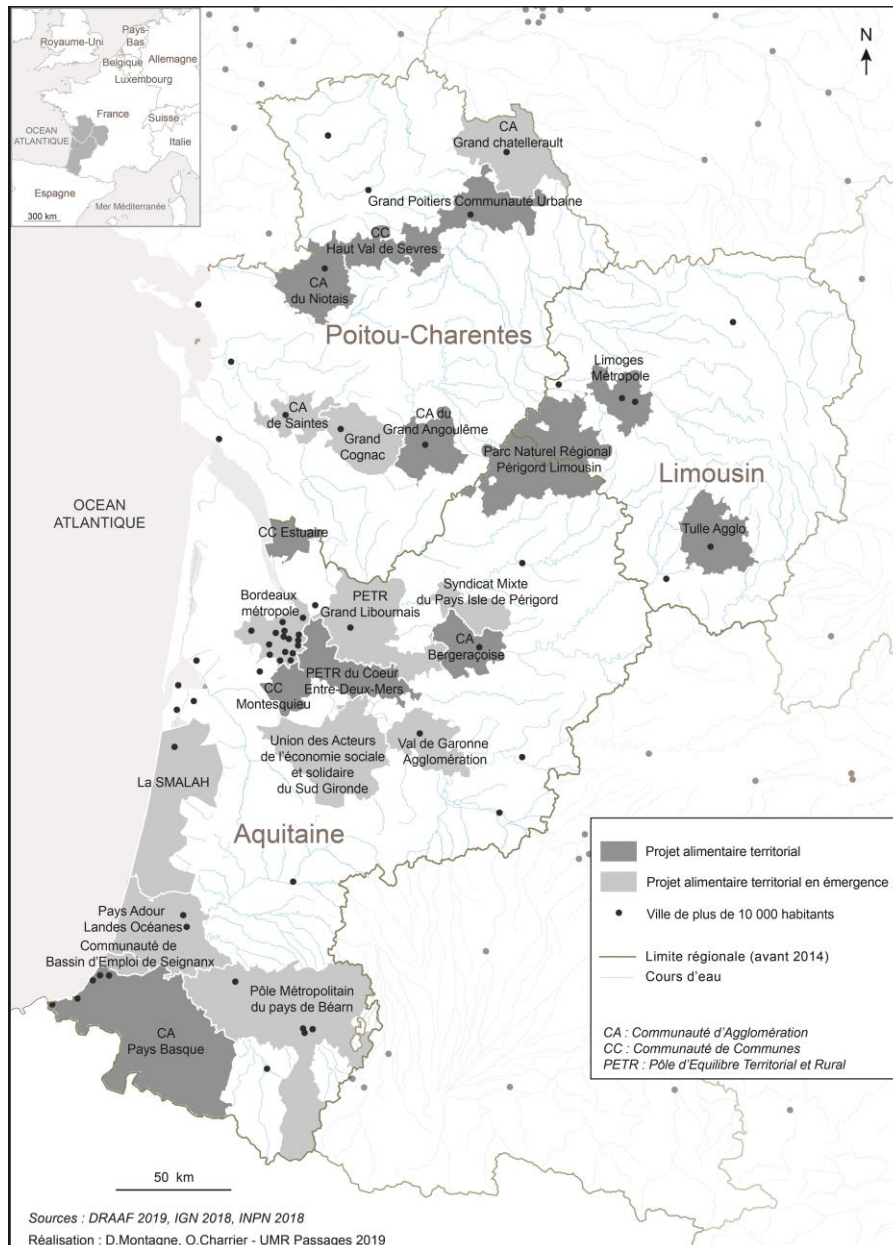 Pays-
Bas
Royaume-Uni
Belgique
Allemagne
Luxembourg
France
OCEAN
ATLANTIQUE
Suisse
Italie
Espagne
Mer Méditerranée
300 km
N
CA
Grand chatellerault
Grand Poitiers Communauté Urbaine
CC
Haut Val de Sevres
CA
du Niotais
Poitou-Charentes
Limoges
Métropole
CA
de Saintes
Grand
Cognac
CA du
Grand Angoulême
Parc Naturel Régional
Périgord Limousin
Limousin
OCEAN
ATLANTIQUE
CC Estuaire
Tulle Agglo
Bordeaux
métropole
PETR
Grand Libournais
Syndicat Mixte
du Pays Isle de Périgord
CA
Bergeraçoise
PETR du Coeur
Entre-Deux-Mers
CC
Montesquieu
Union des Acteurs
de l'économie sociale
et solidaire
du Sud Gironde
Val de Garonne
Agglomération
La SMALAH
Aquitaine
Pays Adour
Landes Océanes
Communauté de
Bassin d'Emploi de Seignanx
Pôle Métropolitain
du pays de Béarn
CA
Pays Basque
Projet alimentaire territorial
Projet alimentaire territorial en émergence
Ville de plus de 10 000 habitants
Limite régionale (avant 2014)
Cours d'eau
CA : Communauté d'Agglomération
CC : Communauté de Communes
PETR : Pôle d'Equilibre Territorial et Rural
50 km
Sources : DRAAF 2019, IGN 2018, INPN 2018
Réalisation : D.Montagne, O.Charrier - UMR Passages 2019